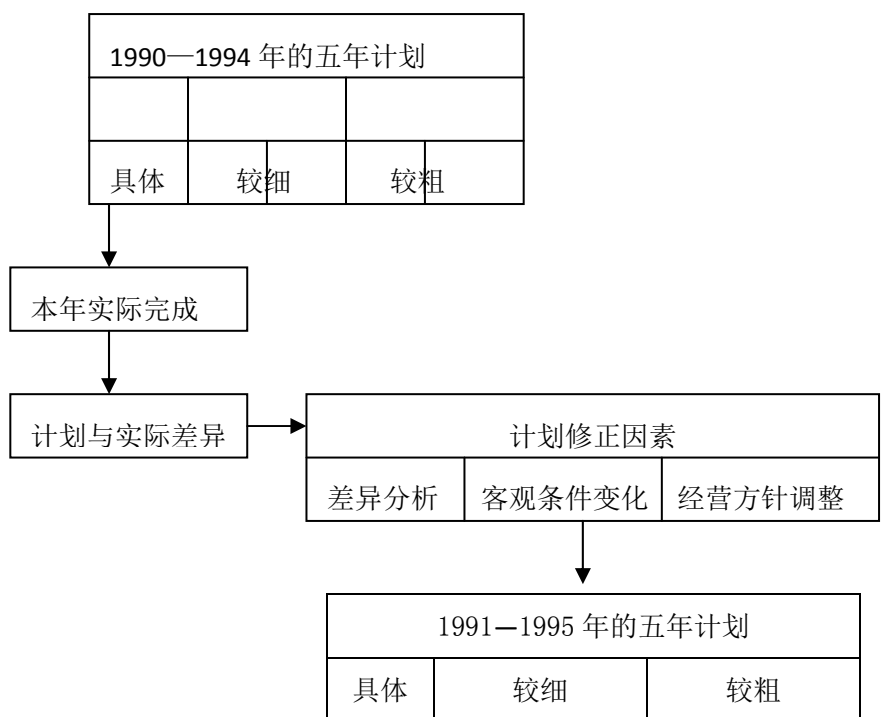 1990—1994 年的五年计划
具体 较细 较粗
本年实际完成
计划与实际差异
计划修正因素
差异分析 客观条件变化 经营方针调整
1991—1995 年的五年计划
具体 较细 较粗